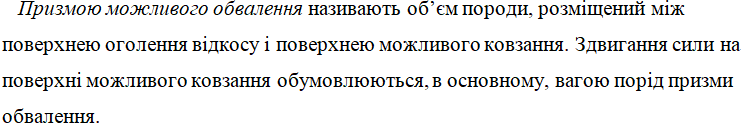 Призмою можливого обвалення називають об’єм породи, розміщений між
поверхнею оголення відкосу і поверхнею можливого ковзання. Здвигання сили на
поверхні можливого ковзання обумовлюються, в основному, вагою порід призми
обвалення.